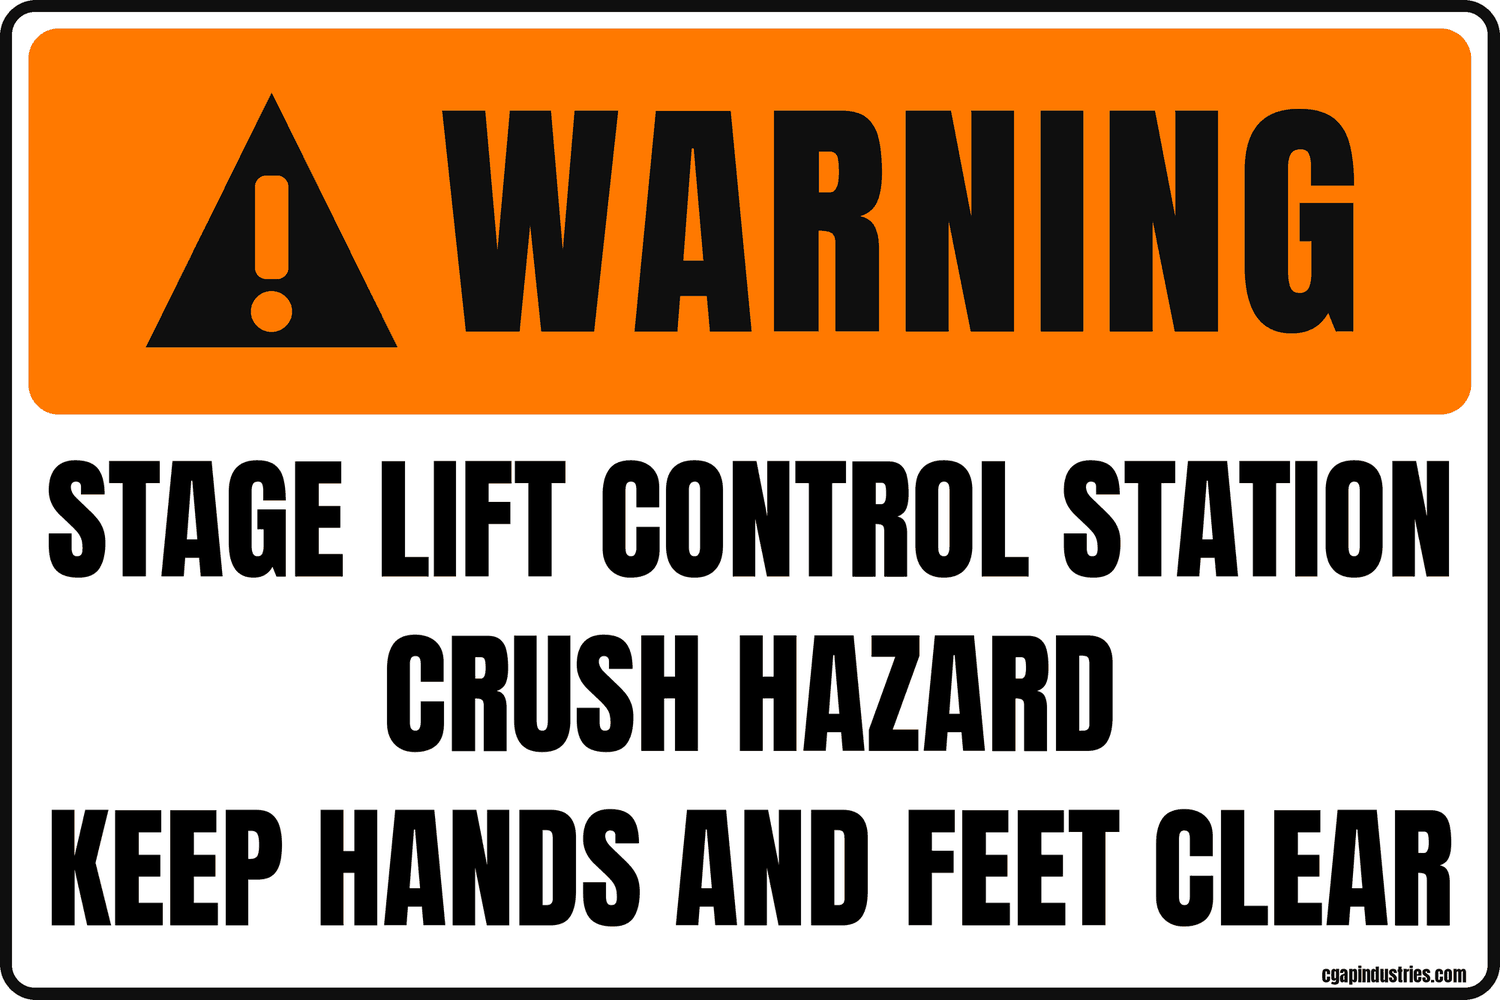 WARNING
STAGE LIFT CONTROL STATION
CRUSH HAZARD
KEEP HANDS AND FEET CLEAR
cgapindustries.com